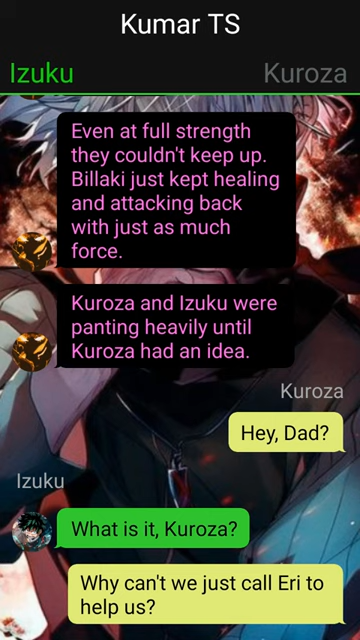 Kumar TS
Izuku
Kuroza
Even at full strength
they couldn't keep up.
Billaki just kept healing
and attacking back
with just as much
force.
Kuroza and Izuku were
panting heavily until
Kuroza had an idea.
Kuroza
Hey, Dad?
Izuku
What is it, Kuroza?
Why can't we just call Eri to
help us?